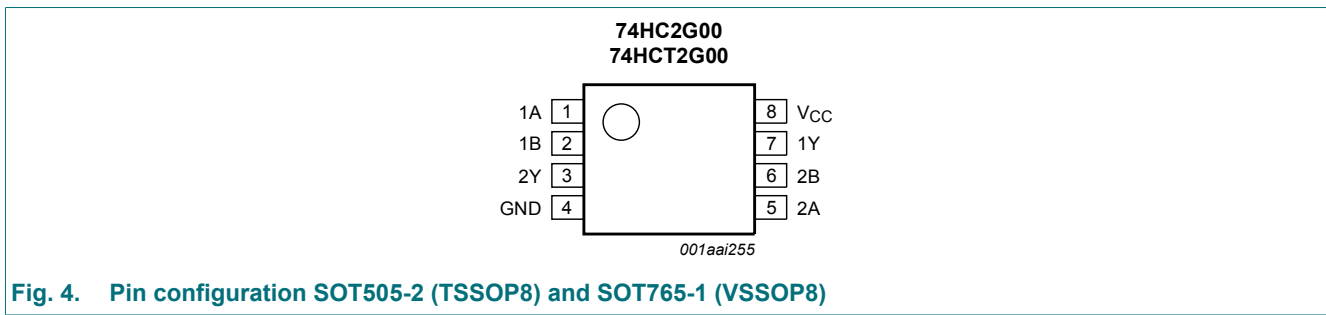 74HC2G00
74HCT2G00
1A 1 8 VCC
1B 2 7 1Y
2Y 3 6 2B
GND 4 5 2A
001aai255
Fig. 4. Pin configuration SOT505-2 (TSSOP8) and SOT765-1 (VSSOP8)